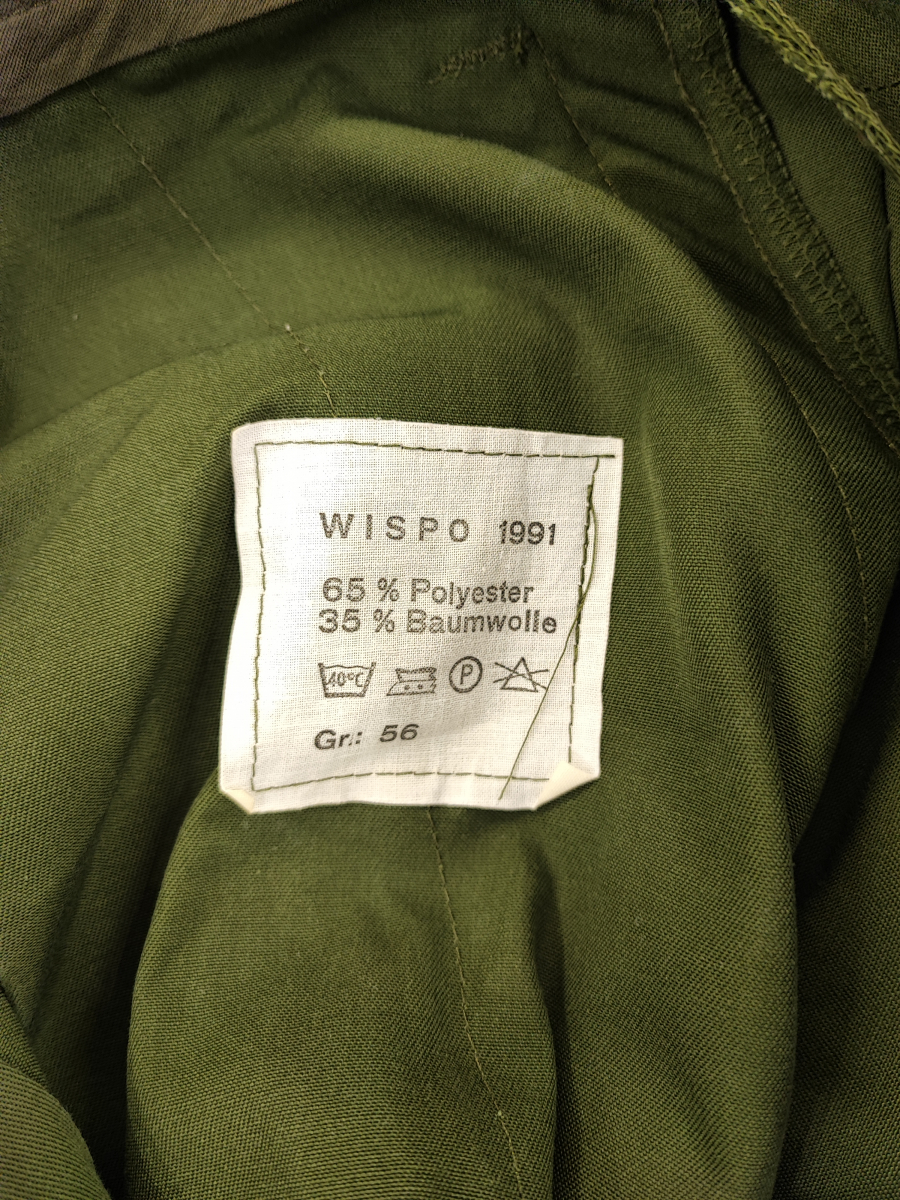 WISPO 1991
65 % Polyester
35 % Baumwolle
40°C P
Gr.: 56